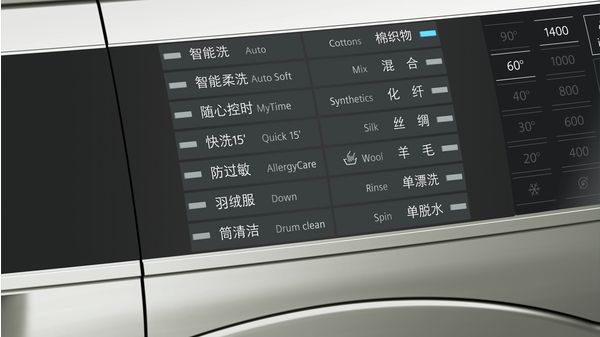 智能洗 Auto
智能柔洗 Auto Soft
随心控时 MyTime
快洗15' Quick 15'
防过敏 AllergyCare
羽绒服 Down
筒清洁 Drum clean
Cottons 棉织物
Mix 混 合
Synthetics 化 纤
Silk 丝 绸
Wool 羊 毛
Rinse 单漂洗
Spin 单脱水
90° 1400
60° 1000
40° 800
30° 600
20° 400